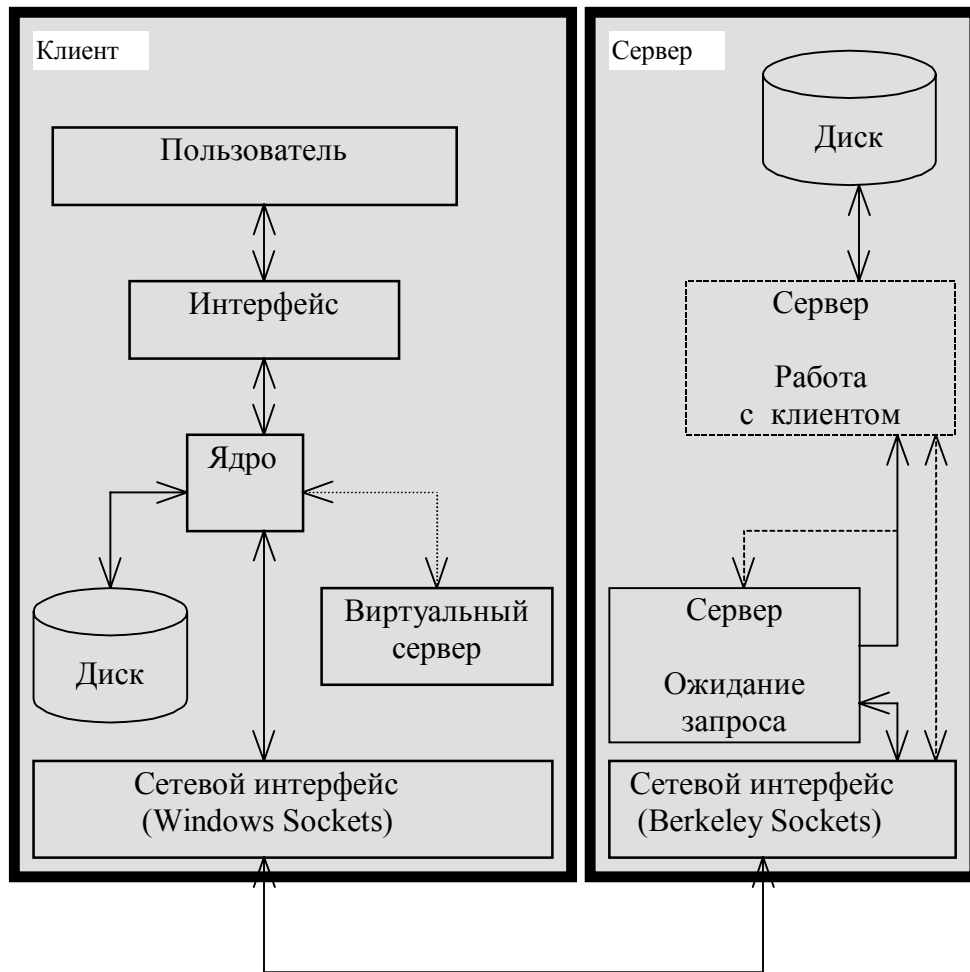 Клиент
Пользователь
Интерфейс
Ядро
Диск
Виртуальный
сервер
Сетевой интерфейс
(Windows Sockets)
Сервер
Диск
Сервер
Работа
с клиентом
Сервер
Ожидание
запроса
Сетевой интерфейс
(Berkeley Sockets)